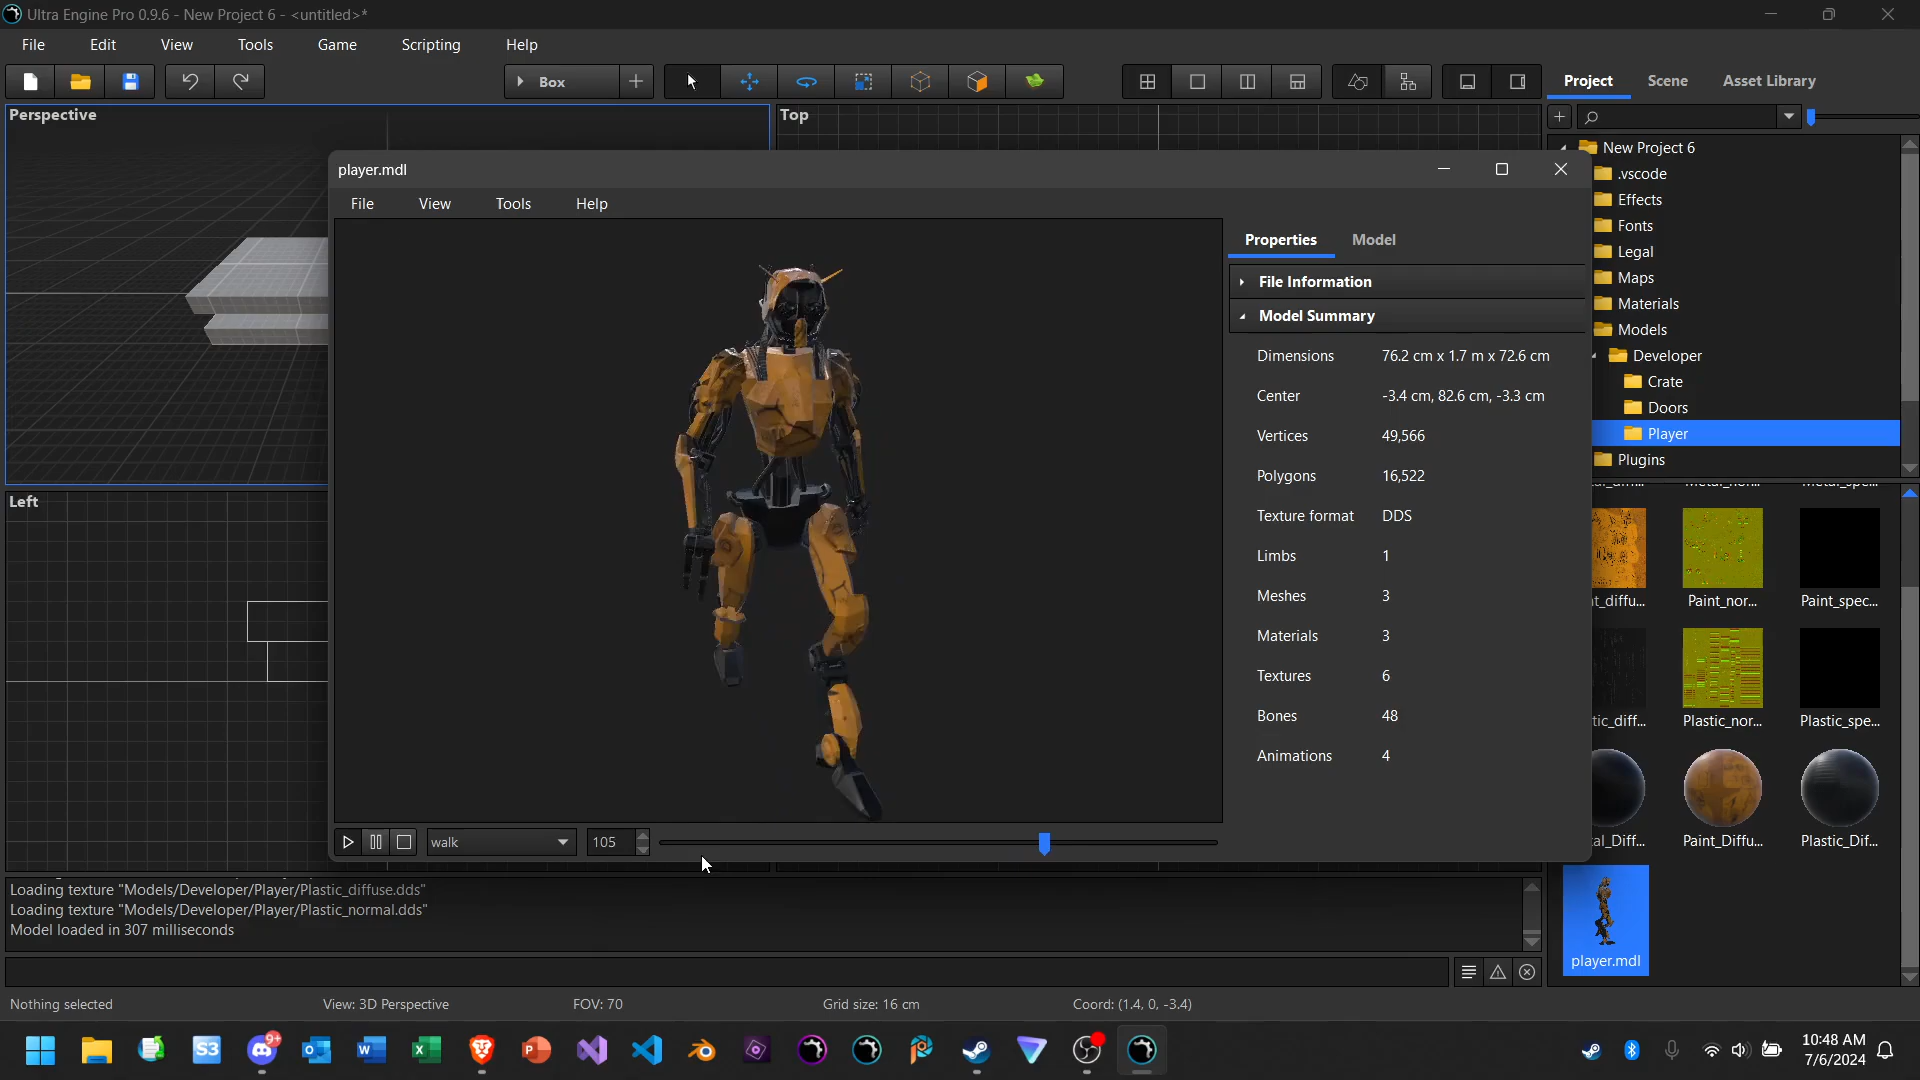 Ultra Engine Pro 0.9.6 - New Project 6 - <untitled>*
File Edit View Tools Game Scripting Help
Box
Project Scene Asset Library
Perspective
Top
New Project 6
.vscode
Effects
Fonts
Legal
Maps
Materials
Models
Developer
Crate
Doors
Player
Plugins
player.mdl
File View Tools Help
Properties Model
File Information
Model Summary
Dimensions 76.2 cm x 1.7 m x 72.6 cm
Center -3.4 cm, 82.6 cm, -3.3 cm
Vertices 49,566
Polygons 16,522
Texture format DDS
Limbs 1
Meshes 3
Materials 3
Textures 6
Bones 48
Animations 4
walk 105
Left
t_diffu... Paint_nor... Paint_spec...
tic_diff... Plastic_nor... Plastic_spe...
al_Diff... Paint_Diffu... Plastic_Dif...
player.mdl
Loading texture "Models/Developer/Player/Plastic_diffuse.dds"
Loading texture "Models/Developer/Player/Plastic_normal.dds"
Model loaded in 307 milliseconds
Nothing selected View: 3D Perspective FOV: 70 Grid size: 16 cm Coord: (1.4, 0, -3.4)
S3 9+
10:48 AM
7/6/2024